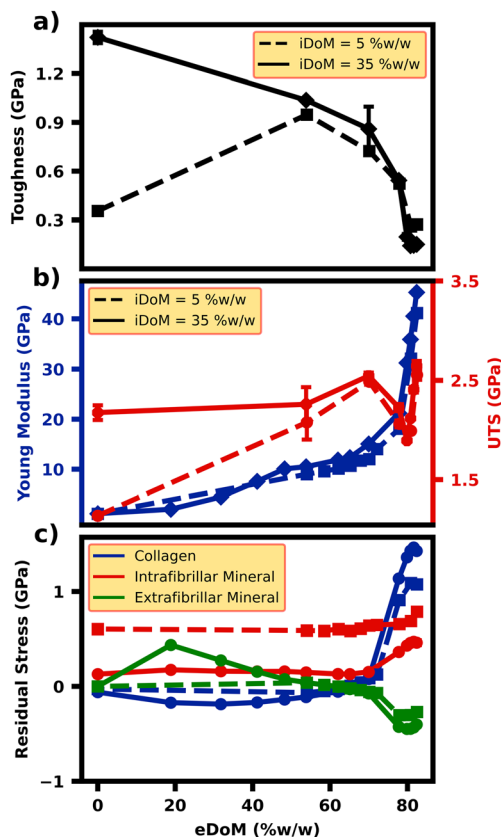 a)
Toughness (GPa)
1.2
0.9
0.6
0.3
iDoM = 5 %w/w
iDoM = 35 %w/w
b)
Young Modulus (GPa)
40
30
20
10
iDoM = 5 %w/w
iDoM = 35 %w/w
3.5
2.5
1.5
UTS (GPa)
c)
Residual Stress (GPa)
1
0
−1
Collagen
Intrafibrillar Mineral
Extrafibrillar Mineral
0
20
40
60
80
eDoM (%w/w)